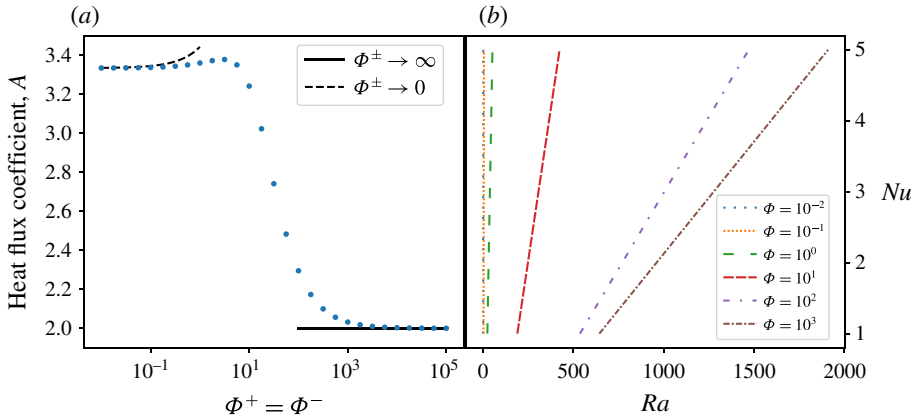 (a)
Heat flux coefficient, A
3.4
3.2
3.0
2.8
2.6
2.4
2.2
2.0
Φ± → ∞
Φ± → 0
10⁻¹ 10¹ 10³ 10⁵
Φ⁺ = Φ⁻
(b)
Φ = 10⁻²
Φ = 10⁻¹
Φ = 10⁰
Φ = 10¹
Φ = 10²
Φ = 10³
5
4
3
2
1
Nu
0 500 1000 1500 2000
Ra